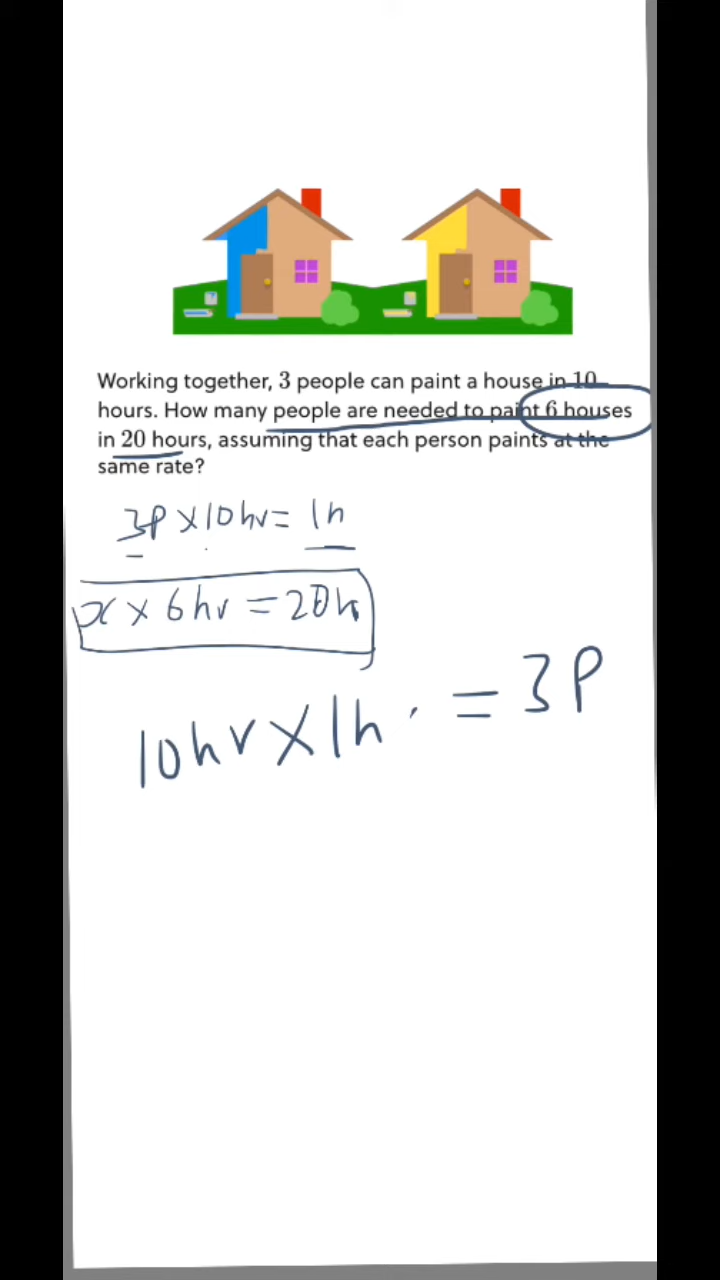 Working together, 3 people can paint a house in 10
hours. How many people are needed to paint 6 houses
in 20 hours, assuming that each person paints at the
same rate?
3P x 10hr = 1h
x x 6hr = 20h
10hr x 1h = 3P